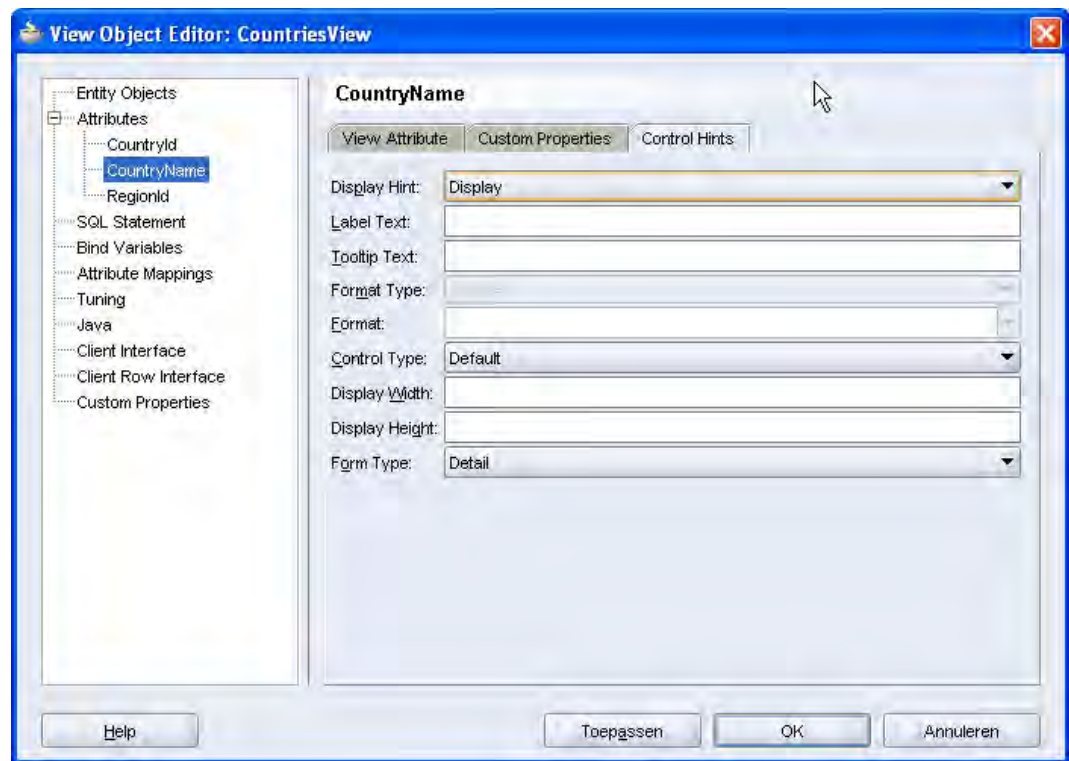 View Object Editor: CountriesView
Entity Objects
Attributes
CountryId
CountryName
RegionId
SQL Statement
Bind Variables
Attribute Mappings
Tuning
Java
Client Interface
Client Row Interface
Custom Properties
CountryName
View Attribute Custom Properties Control Hints
Display Hint: Display
Label Text:
Tooltip Text:
Format Type:
Format:
Control Type: Default
Display Width:
Display Height:
Form Type: Detail
Help Toepassen OK Annuleren